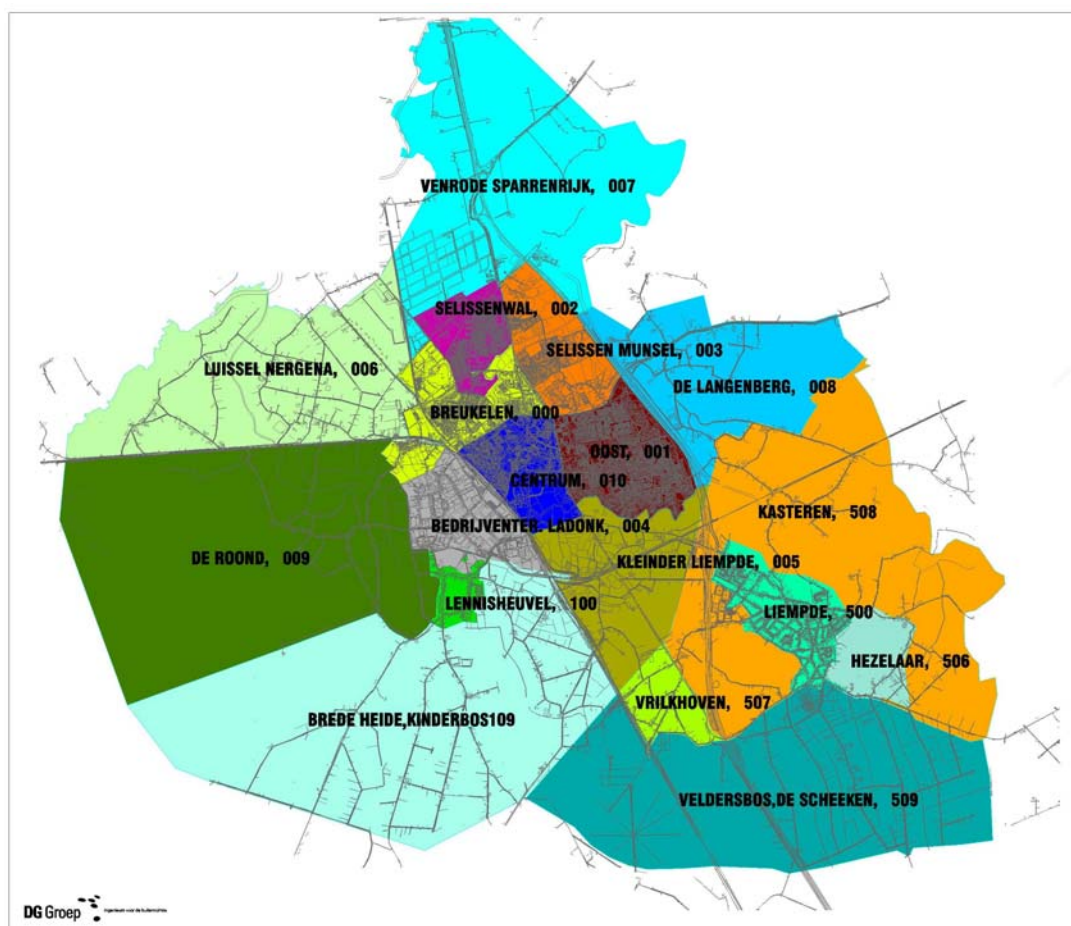 VENRODE SPARRENRIJK, 007
SELISSENWAL, 002
SELISSEN MUNSEL, 003
LUISSEL NERGENA, 006
DE LANGENBERG, 008
BREUKELEN, 000
OOST, 001
CENTRUM, 010
KASTEREN, 508
BEDRIJVENTER. LADONK, 004
DE ROOND, 009
KLEINDER LIEMPDE, 005
LENNISHEUVEL, 100
LIEMPDE, 500
HEZELAAR, 506
VRILKHOVEN, 507
BREDE HEIDE,KINDERBOS109
VELDERSBOS,DE SCHEEKEN, 509
DG Groep